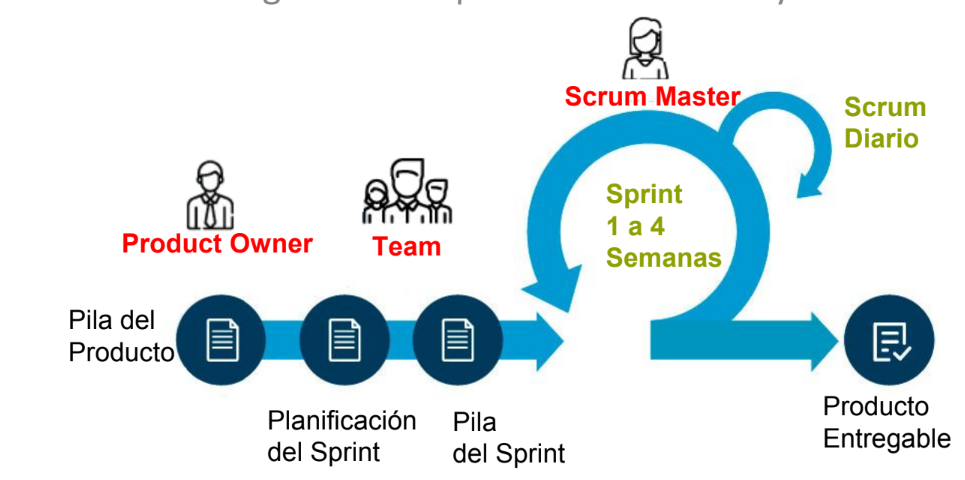 Scrum Master
Scrum
Diario
Sprint
1 a 4
Semanas
Product Owner
Team
Pila del
Producto
Planificación
del Sprint
Pila
del Sprint
Producto
Entregable